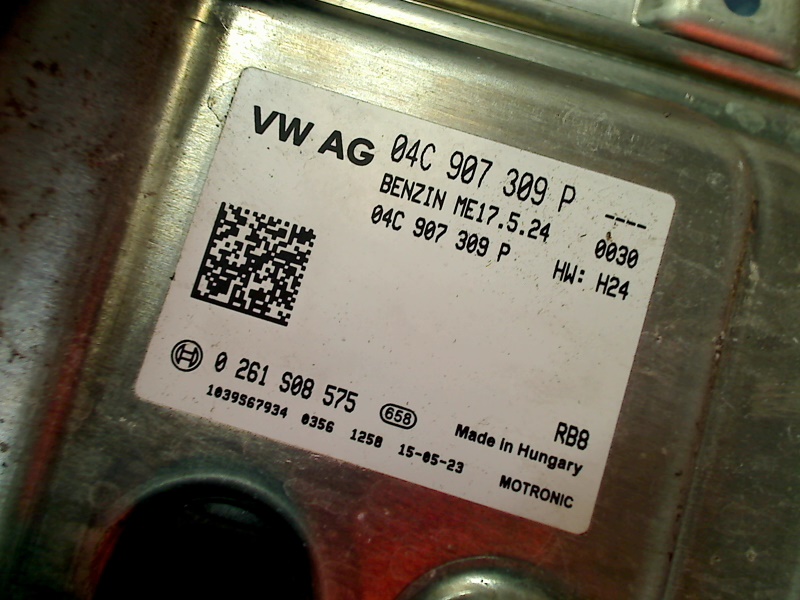 VW AG 04C 907 309 P ----
BENZIN ME17.5.24 0030
04C 907 309 P HW: H24
0 261 S08 575 658 RB8
1039567934 0356 1258 15-05-23 Made in Hungary
MOTRONIC